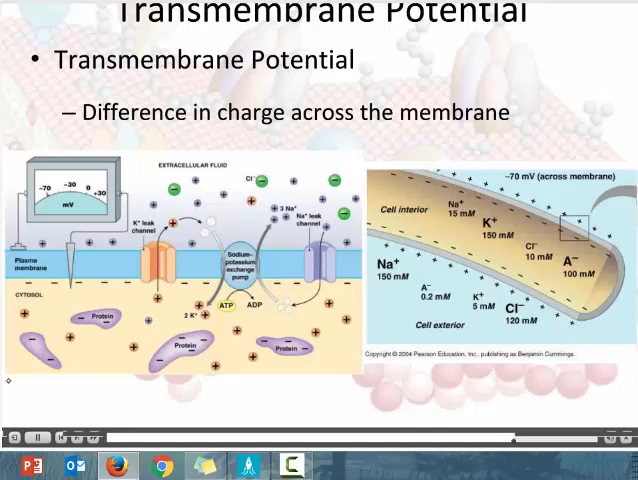 Transmembrane Potential
• Transmembrane Potential
– Difference in charge across the membrane
EXTRACELLULAR FLUID
−70
−30
0
+30
mV
Cl⁻
K⁺ leak
channel
3 Na⁺
Na⁺ leak
channel
Plasma
membrane
Sodium–
potassium
exchange
pump
CYTOSOL
ATP
ADP
2 K⁺
Protein
Protein
Protein
−70 mV (across membrane)
Cell interior
Na⁺
15 mM
K⁺
150 mM
Cl⁻
10 mM
A⁻
100 mM
Na⁺
150 mM
A⁻
0.2 mM
K⁺
5 mM
Cl⁻
120 mM
Cell exterior
Copyright © 2004 Pearson Education, Inc., publishing as Benjamin Cummings.